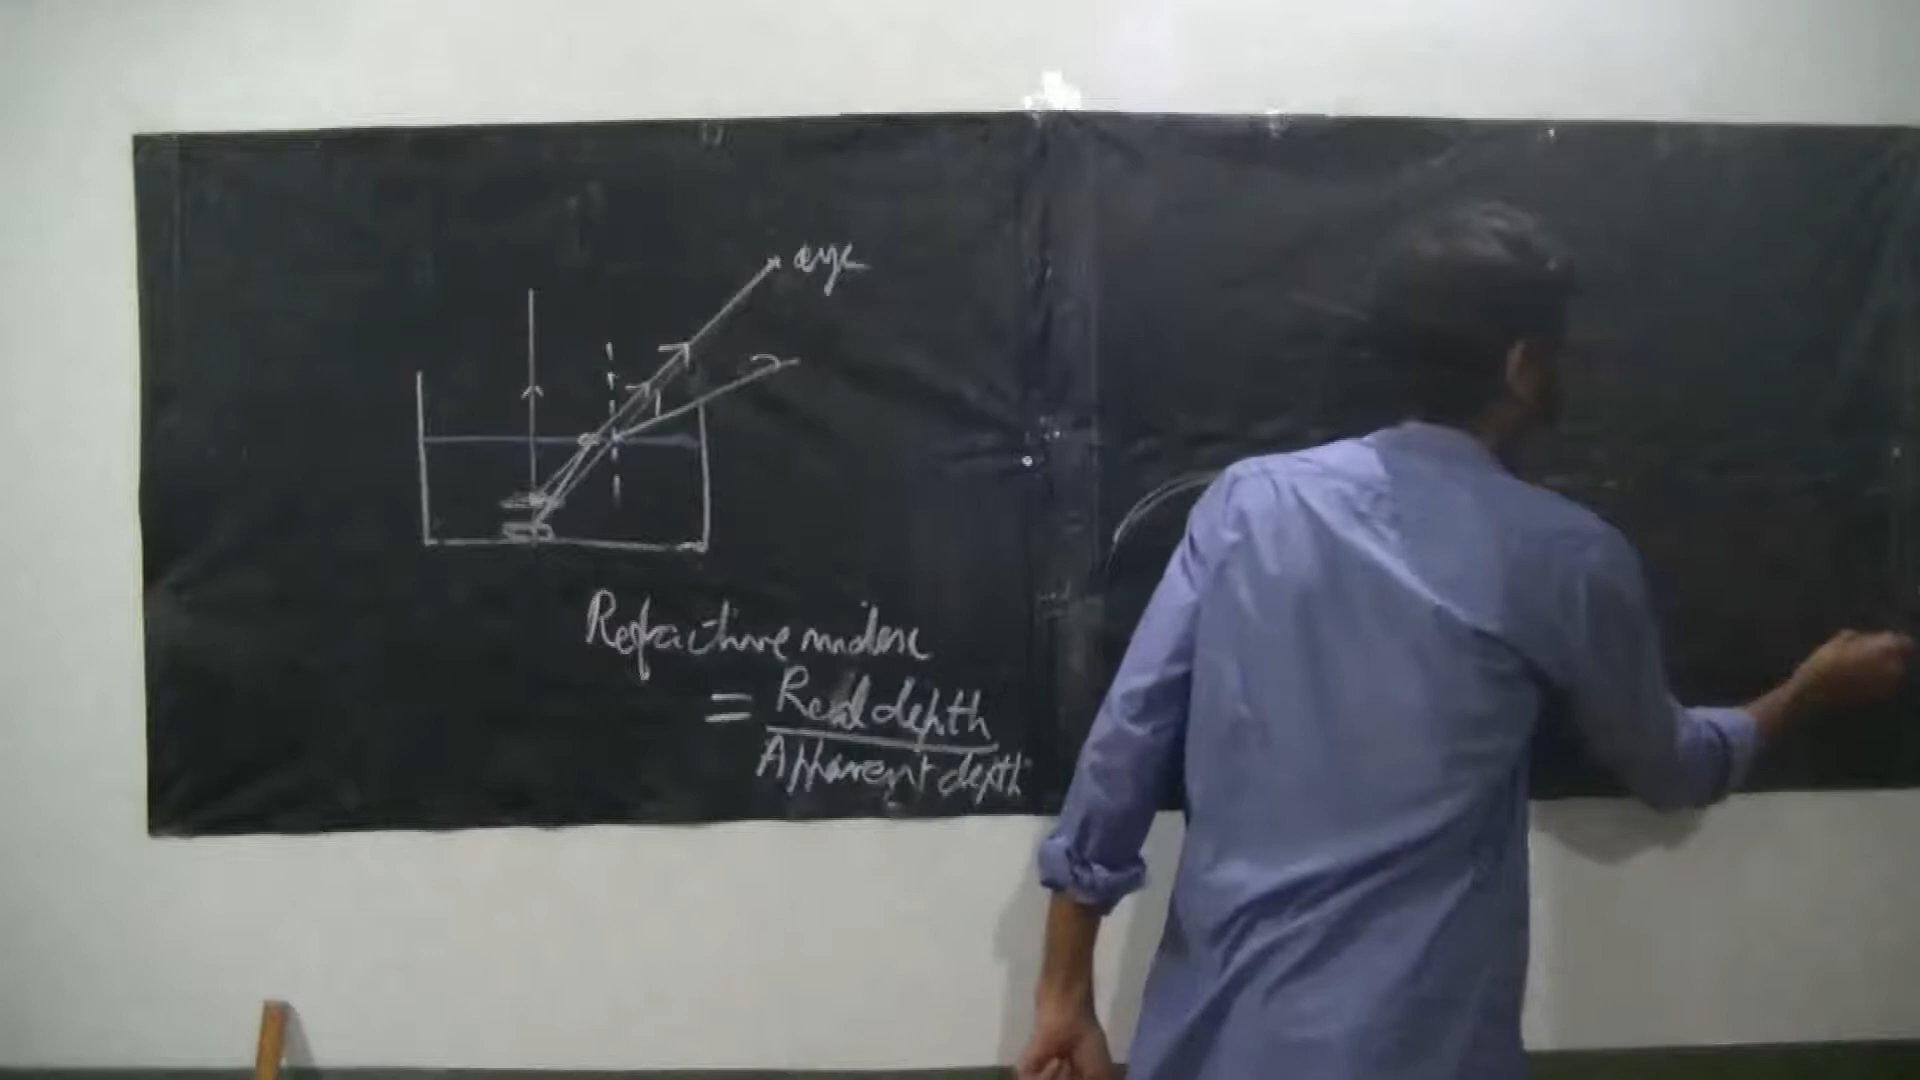 eye
Refractive index
= Real depth
Apparent depth